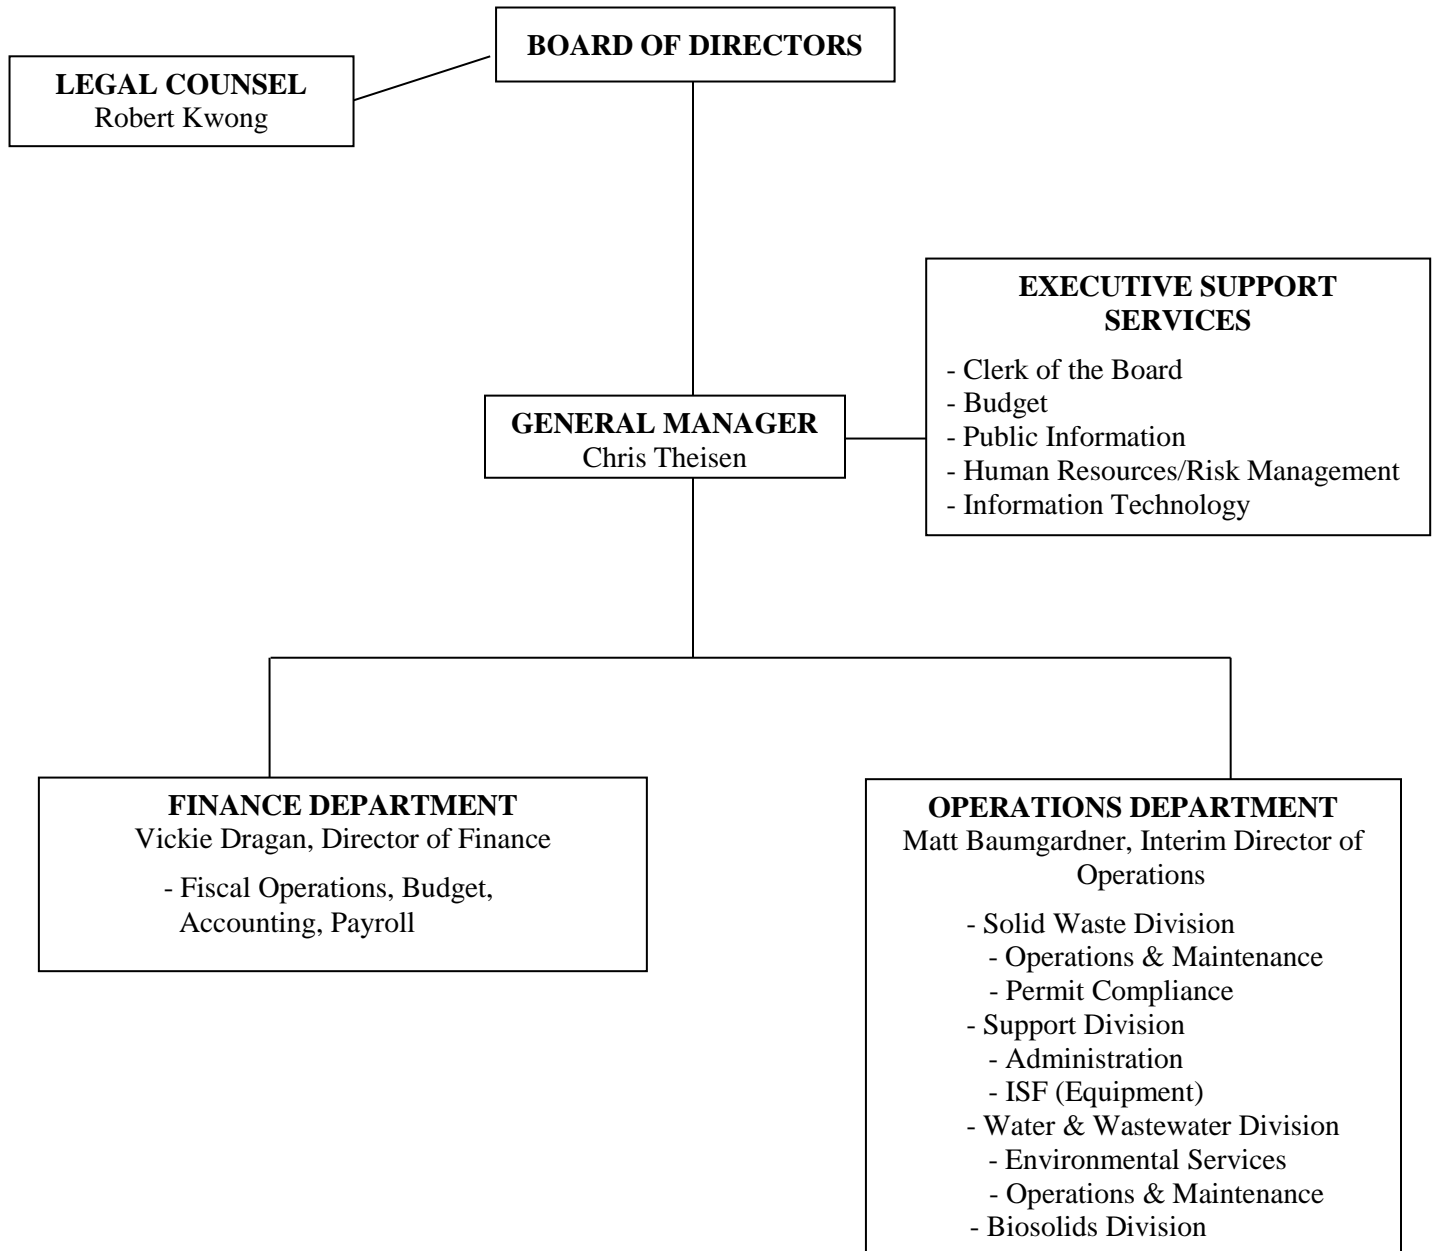 BOARD OF DIRECTORS
LEGAL COUNSEL
Robert Kwong
EXECUTIVE SUPPORT
SERVICES
- Clerk of the Board
- Budget
- Public Information
- Human Resources/Risk Management
- Information Technology
GENERAL MANAGER
Chris Theisen
FINANCE DEPARTMENT
Vickie Dragan, Director of Finance
- Fiscal Operations, Budget,
Accounting, Payroll
OPERATIONS DEPARTMENT
Matt Baumgardner, Interim Director of
Operations
- Solid Waste Division
- Operations & Maintenance
- Permit Compliance
- Support Division
- Administration
- ISF (Equipment)
- Water & Wastewater Division
- Environmental Services
- Operations & Maintenance
- Biosolids Division